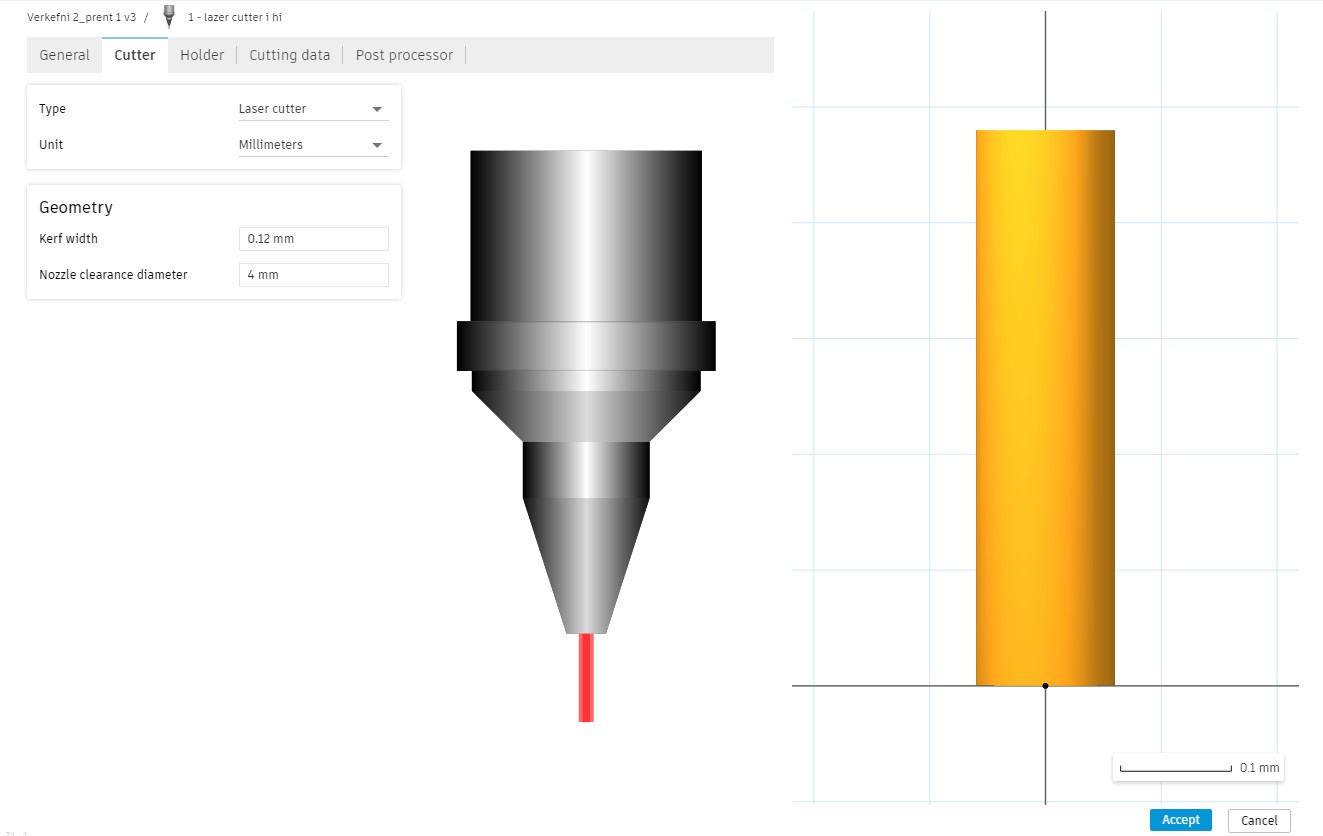 Verkefni 2_prent 1 v3 / 1 - lazer cutter í hí
General Cutter Holder Cutting data Post processor
Type Laser cutter
Unit Millimeters
Geometry
Kerf width 0.12 mm
Nozzle clearance diameter 4 mm
0.1 mm
Accept Cancel